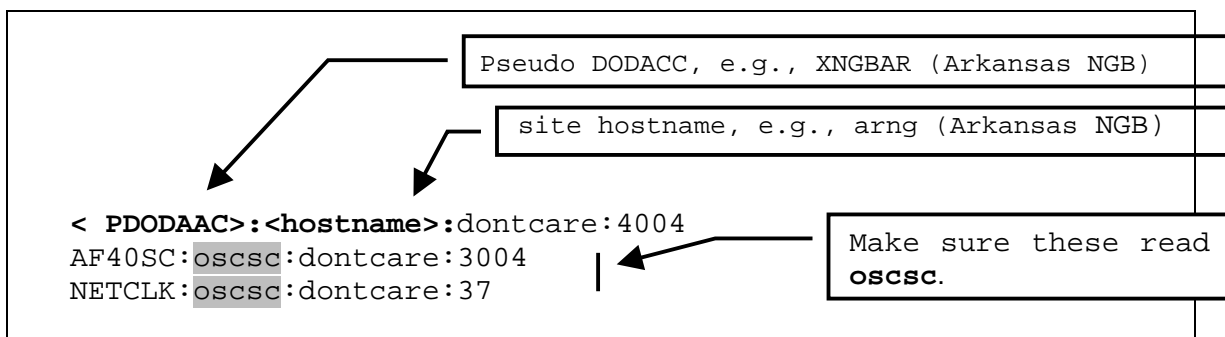 Pseudo DODACC, e.g., XNGBAR (Arkansas NGB)
site hostname, e.g., arng (Arkansas NGB)
< PDODAAC>:<hostname>:dontcare:4004
AF40SC:oscsc:dontcare:3004
NETCLK:oscsc:dontcare:37
Make sure these read
oscsc.